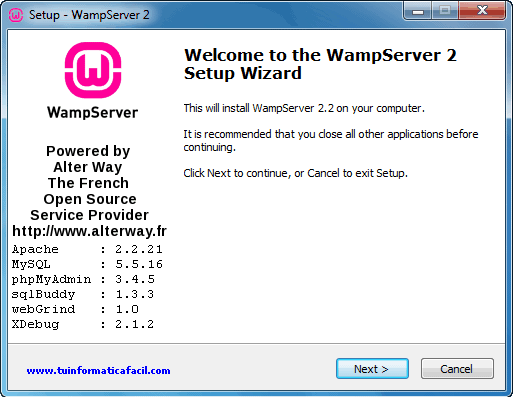 Setup - WampServer 2
WampServer
Powered by
Alter Way
The French
Open Source
Service Provider
http://www.alterway.fr
Apache : 2.2.21
MySQL : 5.5.16
phpMyAdmin : 3.4.5
sqlBuddy : 1.3.3
webGrind : 1.0
XDebug : 2.1.2
Welcome to the WampServer 2
Setup Wizard
This will install WampServer 2.2 on your computer.
It is recommended that you close all other applications before
continuing.
Click Next to continue, or Cancel to exit Setup.
www.tuinformaticafacil.com
Next >
Cancel